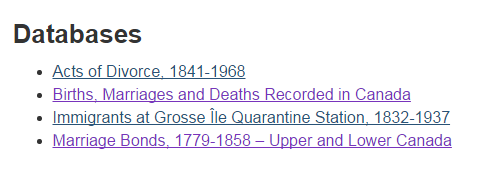 Databases
Acts of Divorce, 1841-1968
Births, Marriages and Deaths Recorded in Canada
Immigrants at Grosse Île Quarantine Station, 1832-1937
Marriage Bonds, 1779-1858 – Upper and Lower Canada